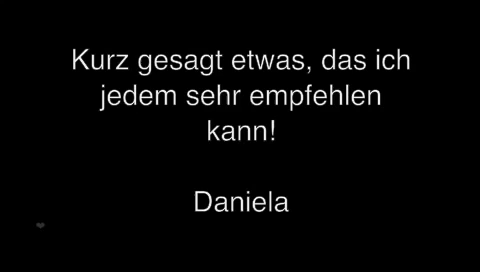 Kurz gesagt etwas, das ich
jedem sehr empfehlen
kann!
Daniela